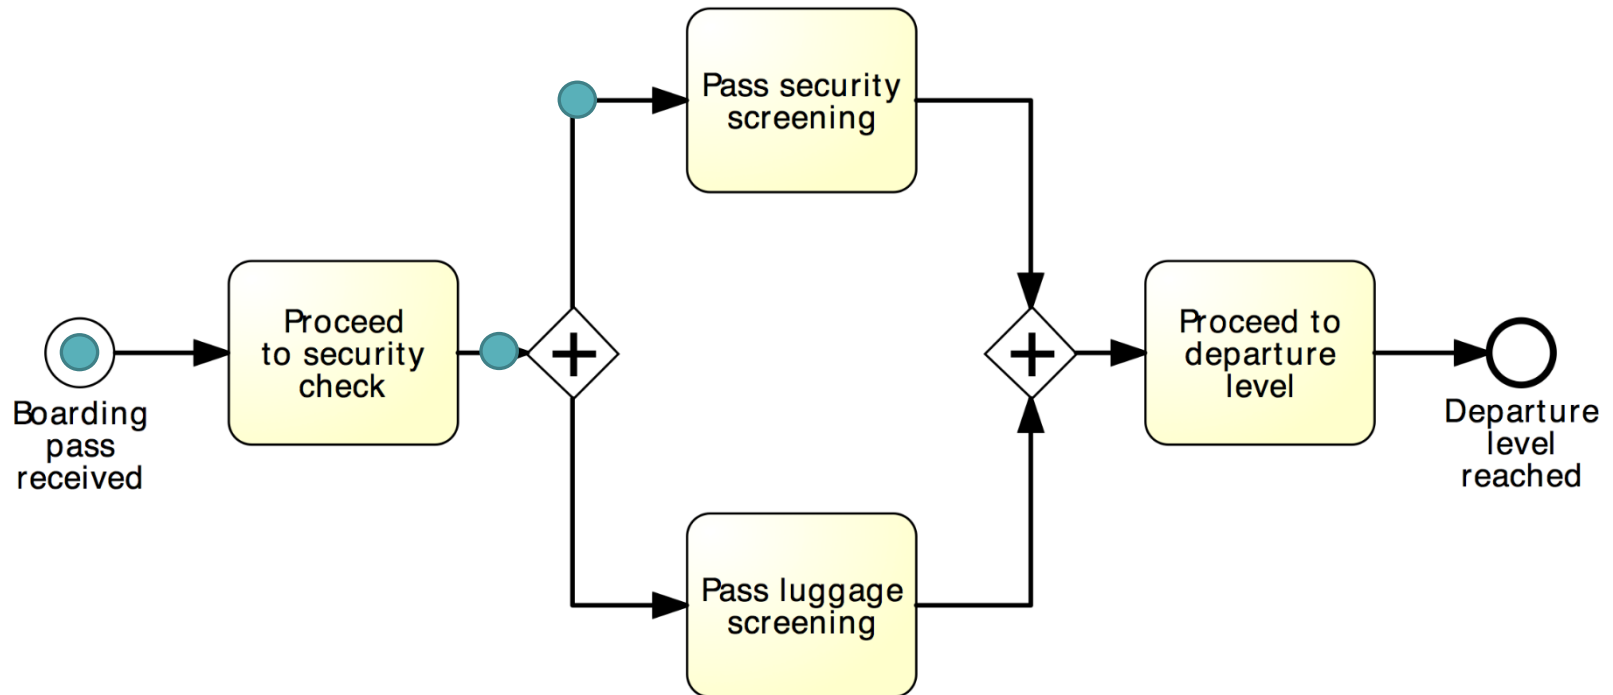 Boarding
pass
received
Proceed
to security
check
Pass security
screening
Pass luggage
screening
Proceed to
departure
level
Departure
level
reached